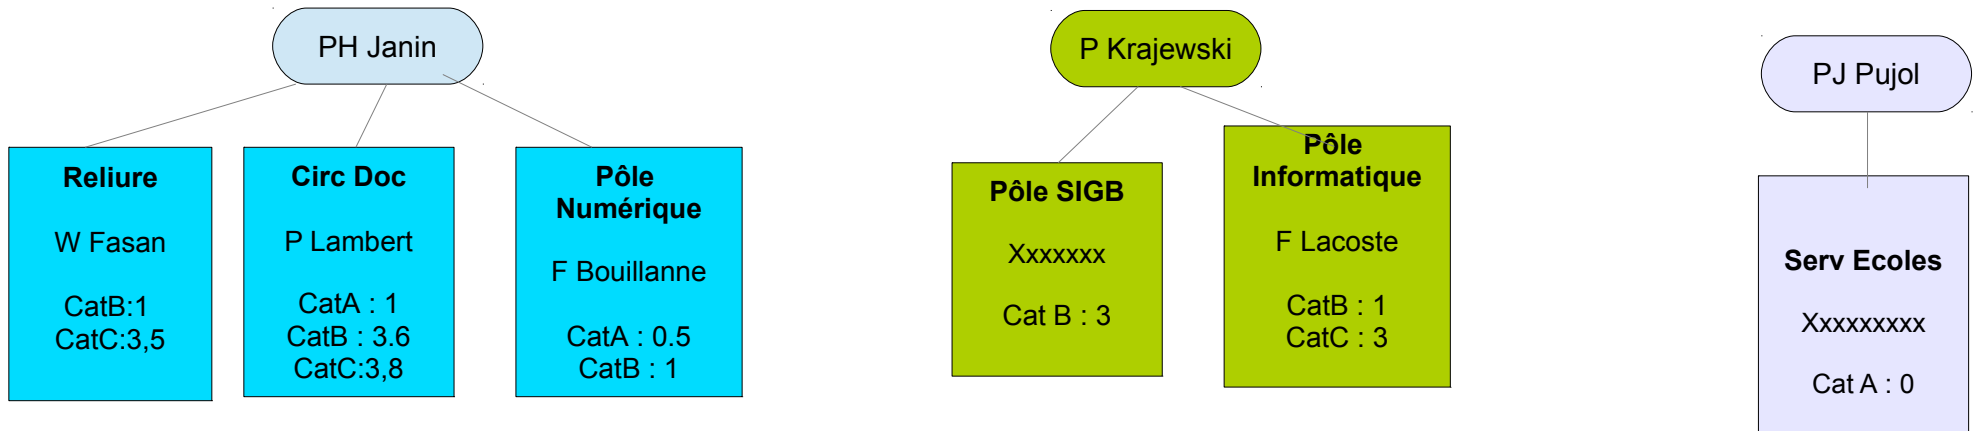 PH Janin
P Krajewski
PJ Pujol
Reliure
W Fasan
CatB:1
CatC:3,5
Circ Doc
P Lambert
CatA : 1
CatB : 3.6
CatC:3,8
Pôle
Numérique
F Bouillanne
CatA : 0.5
CatB : 1
Pôle SIGB
Xxxxxxx
Cat B : 3
Pôle
Informatique
F Lacoste
CatB : 1
CatC : 3
Serv Ecoles
Xxxxxxxxx
Cat A : 0